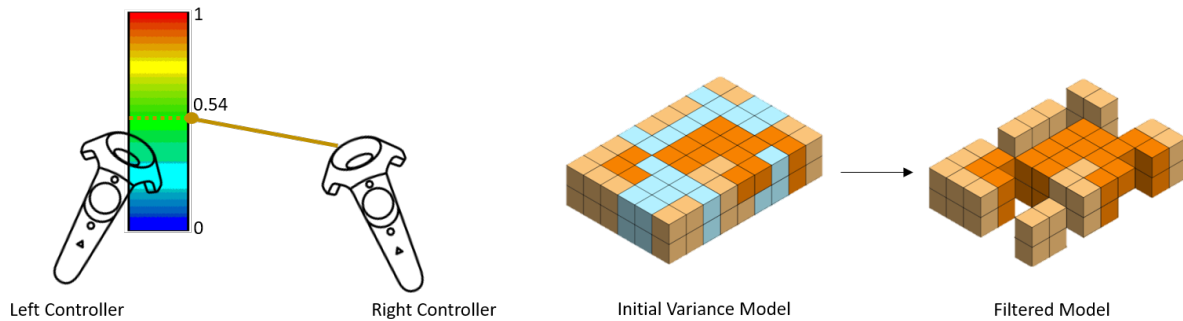 1
0.54
0
Left Controller
Right Controller
Initial Variance Model
Filtered Model